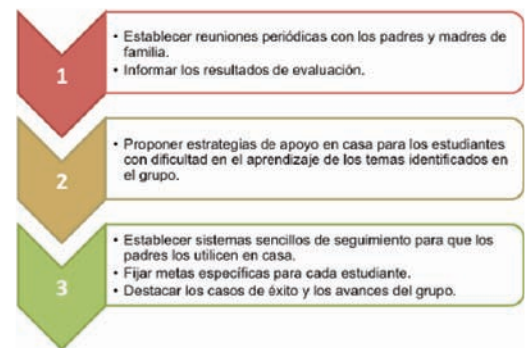 1
• Establecer reuniones periódicas con los padres y madres de
familia.
• Informar los resultados de evaluación.
2
• Proponer estrategias de apoyo en casa para los estudiantes
con dificultad en el aprendizaje de los temas identificados en
el grupo.
3
• Establecer sistemas sencillos de seguimiento para que los
padres los utilicen en casa.
• Fijar metas específicas para cada estudiante.
• Destacar los casos de éxito y los avances del grupo.